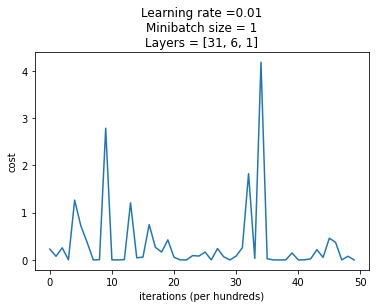 Learning rate =0.01
Minibatch size = 1
Layers = [31, 6, 1]
4
3
2
1
0
cost
0
10
20
30
40
50
iterations (per hundreds)